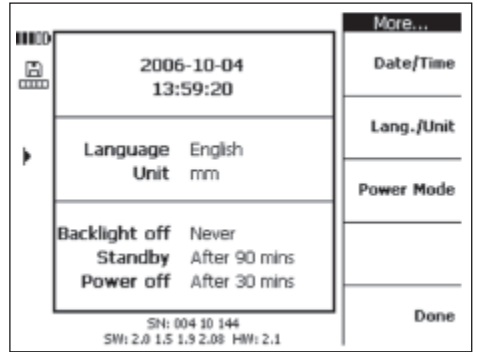 More...
2006-10-04
13:59:20
Date/Time
Lang./Unit
Language English
Unit mm
Power Mode
Backlight off Never
Standby After 90 mins
Power off After 30 mins
Done
SN: 004 10 144
SW: 2.0 1.5 1.9 2.08 HW: 2.1